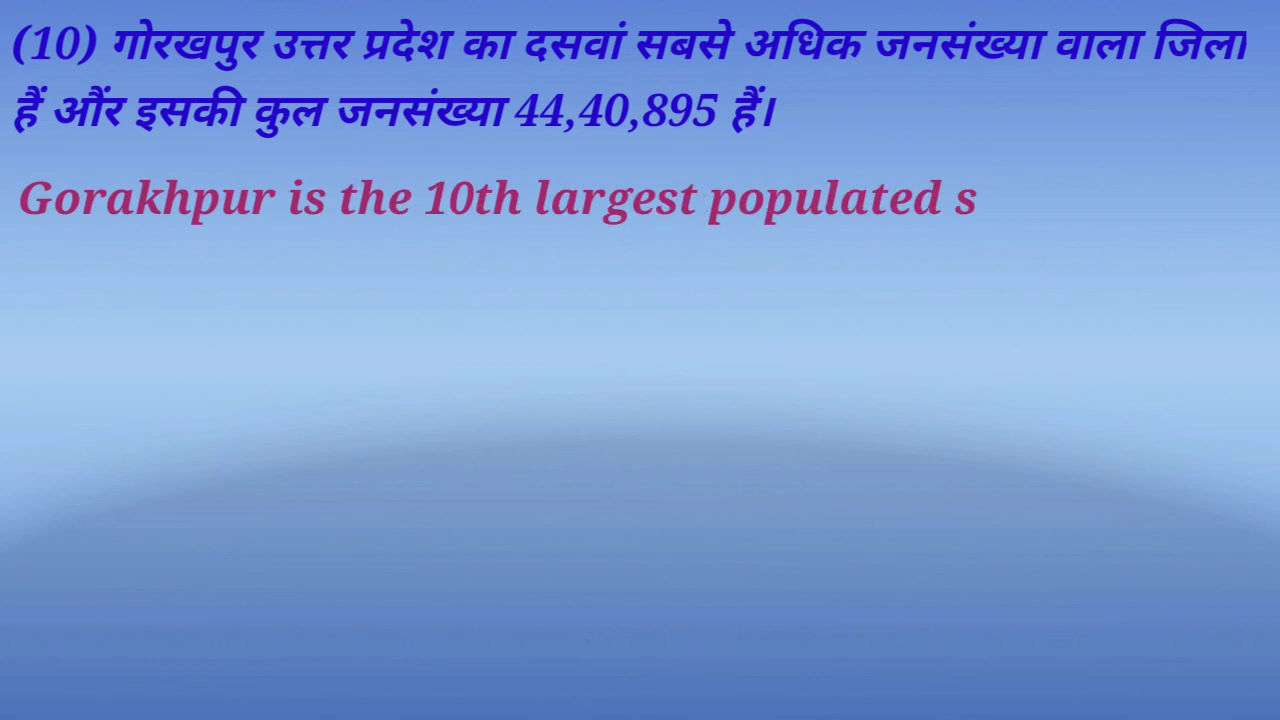 (10) गोरखपुर उत्तर प्रदेश का दसवां सबसे अधिक जनसंख्या वाला जिला
हैं औंर इसकी कुल जनसंख्या 44,40,895 हैं।
Gorakhpur is the 10th largest populated s